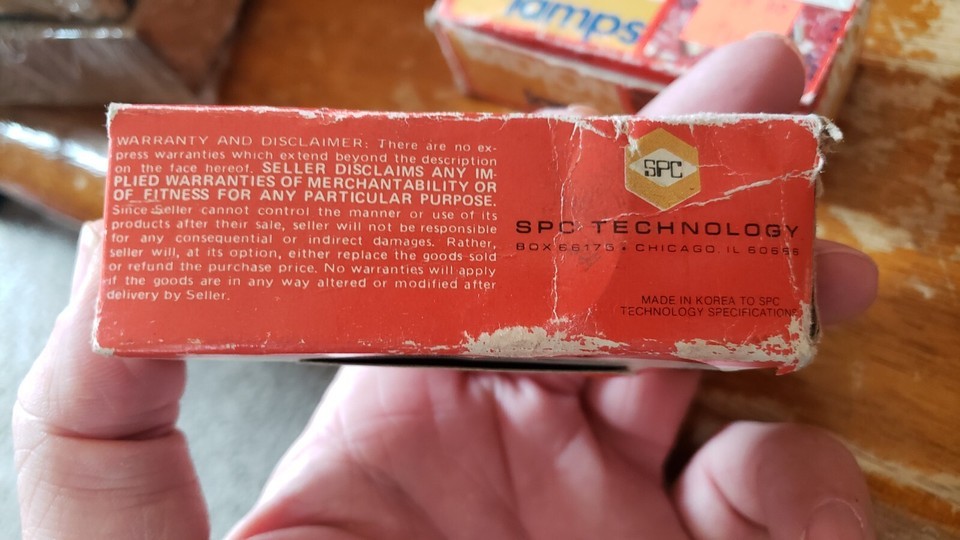 lamps
WARRANTY AND DISCLAIMER: There are no ex-
press warranties which extend beyond the description
on the face hereof. SELLER DISCLAIMS ANY IM-
PLIED WARRANTIES OF MERCHANTABILITY OR
OF FITNESS FOR ANY PARTICULAR PURPOSE.
Since Seller cannot control the manner or use of its
products after their sale, seller will not be responsible
for any consequential or indirect damages. Rather,
seller will, at its option, either replace the goods sold
or refund the purchase price. No warranties will apply
if the goods are in any way altered or modified after
delivery by Seller.
SPC
SPC TECHNOLOGY
BOX CHICAGO, IL
MADE IN KOREA TO SPC
TECHNOLOGY SPECIFICATIONS